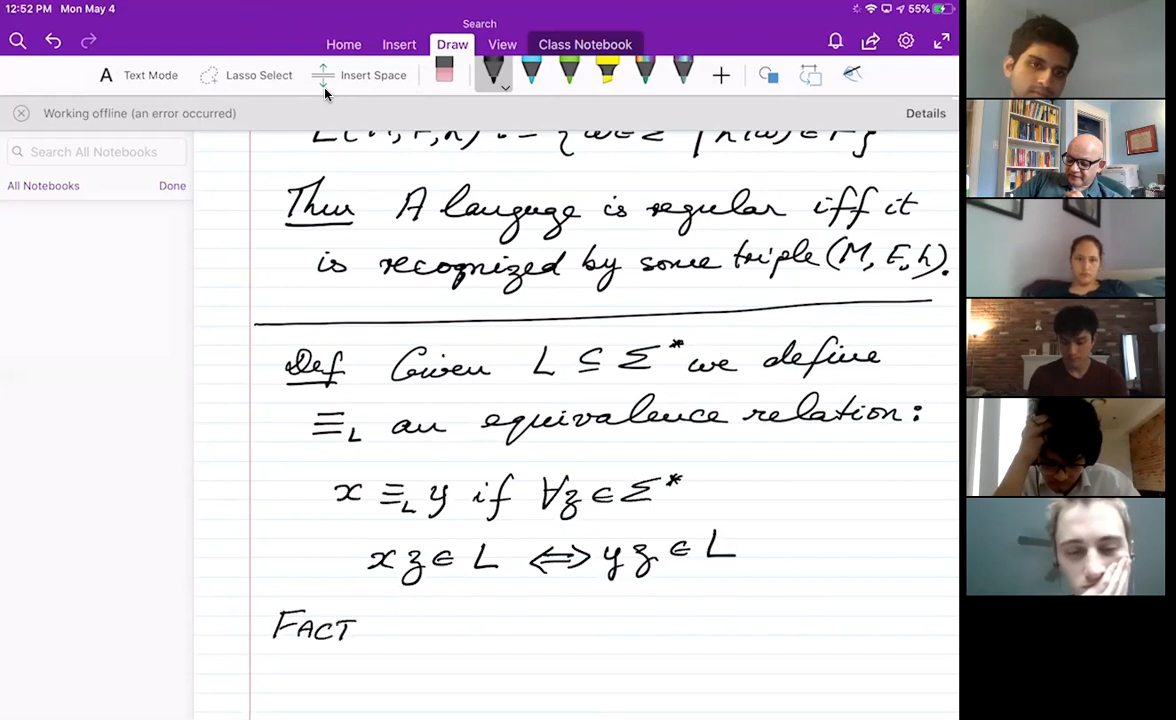 12:52 PM Mon May 4
55%
Search
Home Insert Draw View Class Notebook
A Text Mode Lasso Select Insert Space
Working offline (an error occurred) Details
Search All Notebooks
All Notebooks Done
L(M, F, h) := { w ∈ Σ* | h(w) ∈ F }
Thm A language is regular iff it
is recognized by some triple (M, F, h).
Def Given L ⊆ Σ* we define
≡L an equivalence relation:
x ≡L y if ∀z ∈ Σ*
xz ∈ L ⟺ yz ∈ L
FACT